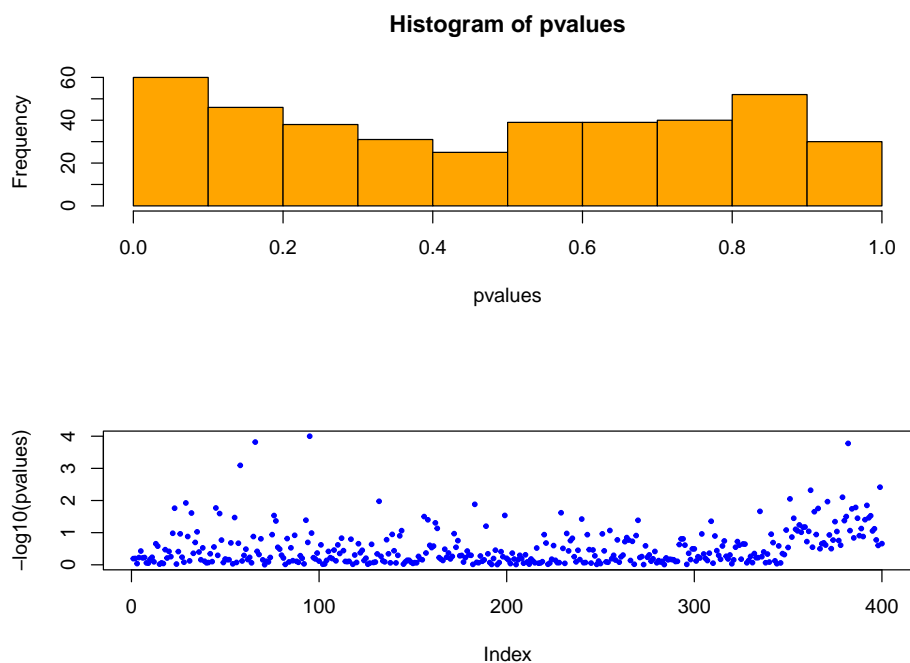 Histogram of pvalues
Frequency
60
40
20
0
0.0 0.2 0.4 0.6 0.8 1.0
pvalues
−log10(pvalues)
4
3
2
1
0
0 100 200 300 400
Index